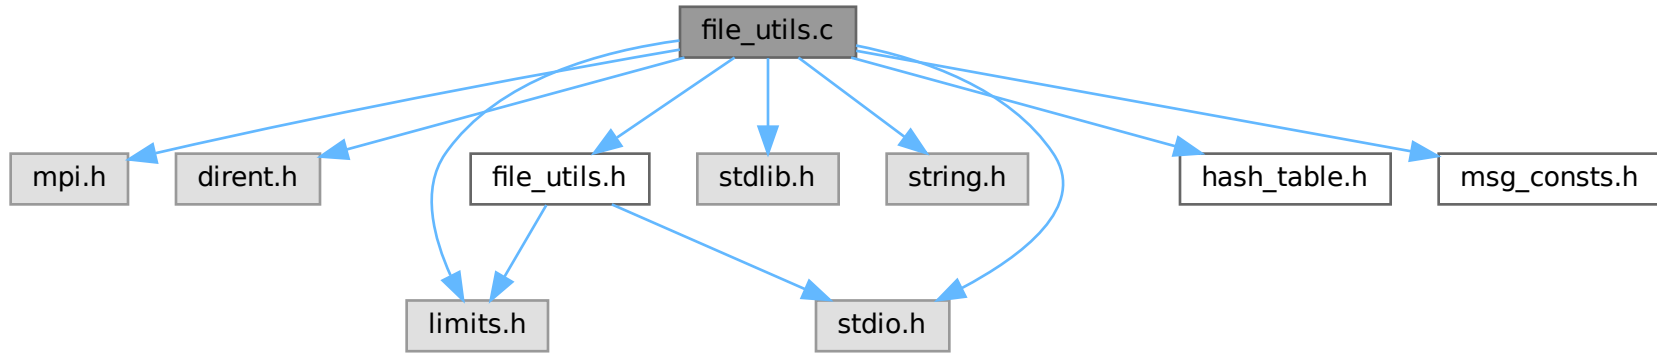 file_utils.c
mpi.h
dirent.h
file_utils.h
stdlib.h
string.h
hash_table.h
msg_consts.h
limits.h
stdio.h